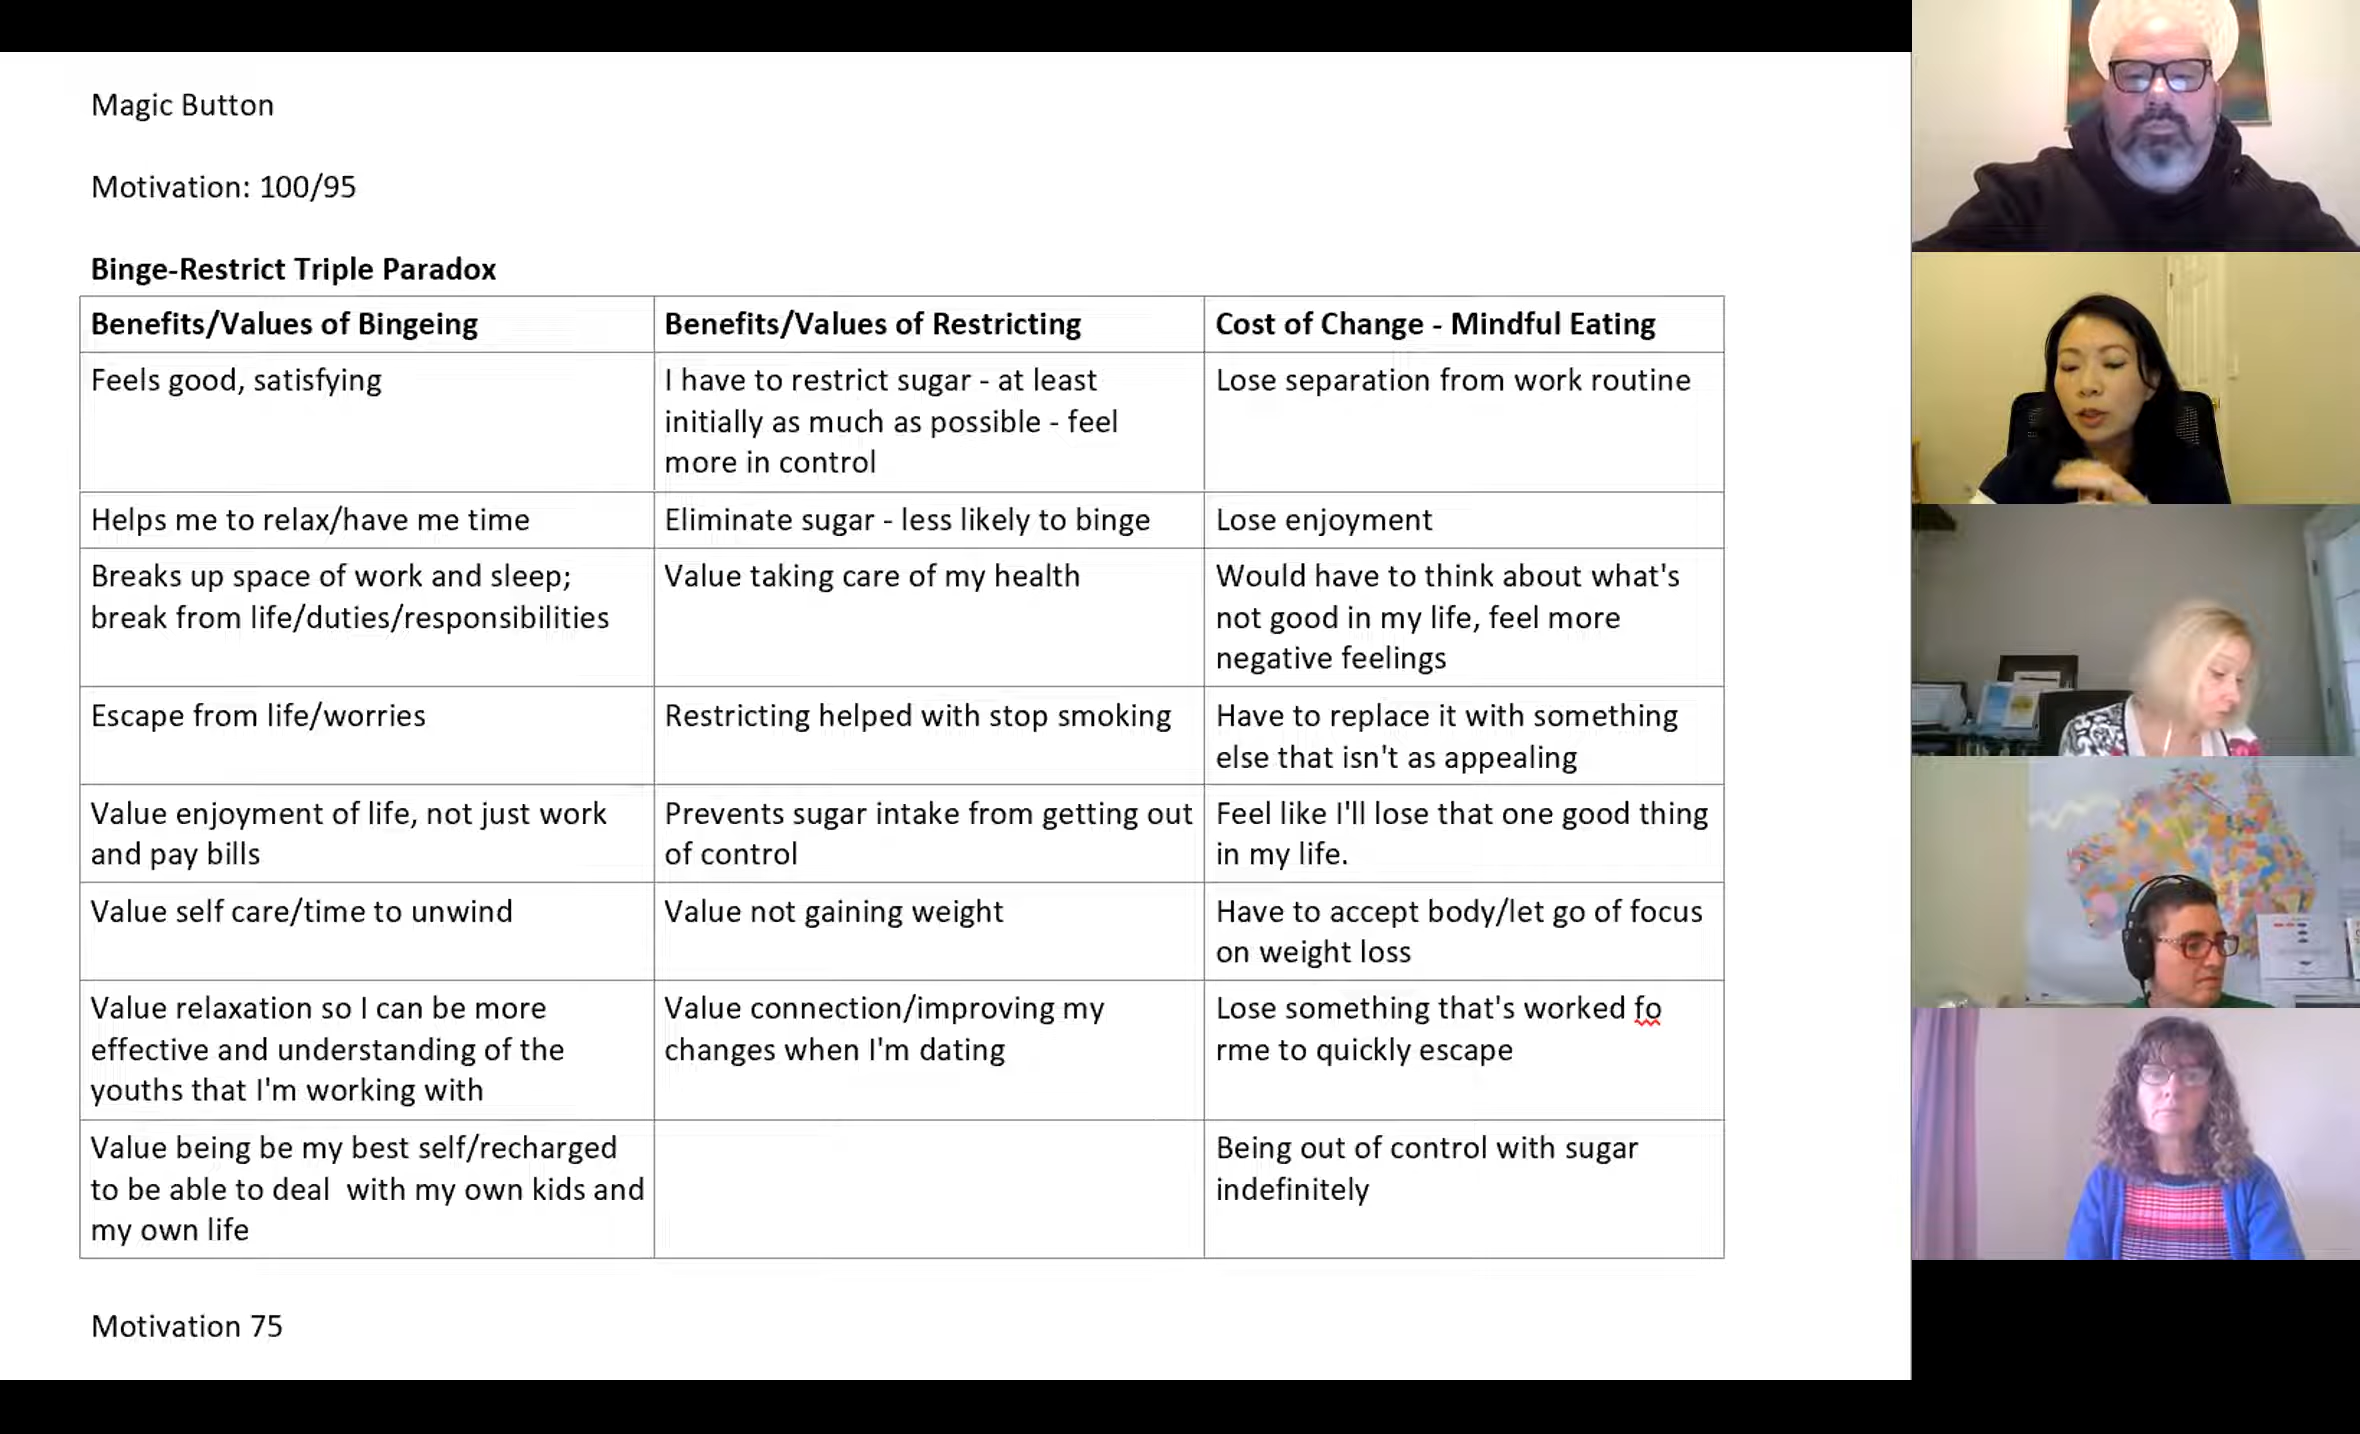 Magic Button
Motivation: 100/95
Binge-Restrict Triple Paradox
Benefits/Values of Bingeing
Benefits/Values of Restricting
Cost of Change - Mindful Eating
Feels good, satisfying
I have to restrict sugar - at least
initially as much as possible - feel
more in control
Lose separation from work routine
Helps me to relax/have me time
Eliminate sugar - less likely to binge
Lose enjoyment
Breaks up space of work and sleep;
break from life/duties/responsibilities
Value taking care of my health
Would have to think about what's
not good in my life, feel more
negative feelings
Escape from life/worries
Restricting helped with stop smoking
Have to replace it with something
else that isn't as appealing
Value enjoyment of life, not just work
and pay bills
Prevents sugar intake from getting out
of control
Feel like I'll lose that one good thing
in my life.
Value self care/time to unwind
Value not gaining weight
Have to accept body/let go of focus
on weight loss
Value relaxation so I can be more
effective and understanding of the
youths that I'm working with
Value connection/improving my
changes when I'm dating
Lose something that's worked fo
rme to quickly escape
Value being be my best self/recharged
to be able to deal  with my own kids and
my own life
Being out of control with sugar
indefinitely
Motivation 75